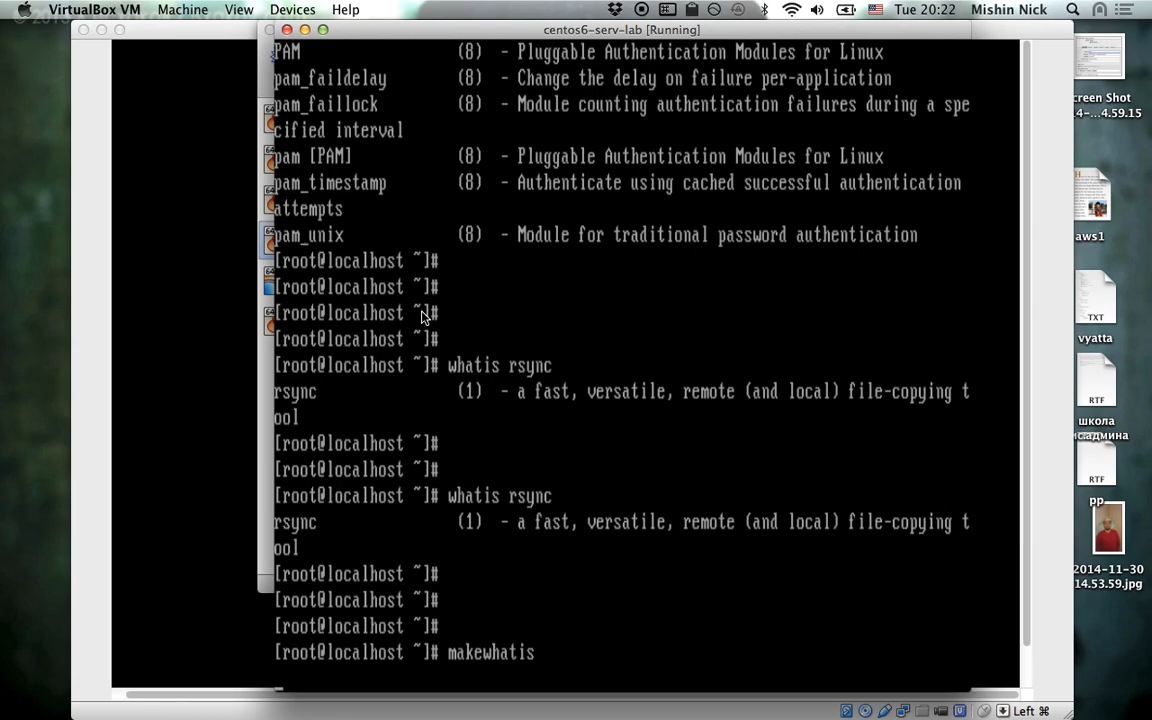 VirtualBox VM Machine View Devices Help Tue 20:22 Mishin Nick
centos6-serv-lab [Running]
PAM (8) - Pluggable Authentication Modules for Linux
pam_faildelay (8) - Change the delay on failure per-application
pam_faillock (8) - Module counting authentication failures during a spe
cified interval
pam [PAM] (8) - Pluggable Authentication Modules for Linux
pam_timestamp (8) - Authenticate using cached successful authentication
attempts
pam_unix (8) - Module for traditional password authentication
[root@localhost ~]#
[root@localhost ~]#
[root@localhost ~]#
[root@localhost ~]#
[root@localhost ~]# whatis rsync
rsync (1) - a fast, versatile, remote (and local) file-copying t
ool
[root@localhost ~]#
[root@localhost ~]#
[root@localhost ~]# whatis rsync
rsync (1) - a fast, versatile, remote (and local) file-copying t
ool
[root@localhost ~]#
[root@localhost ~]#
[root@localhost ~]#
[root@localhost ~]# makewhatis
Left ⌘
creen Shot
14-...4.59.15
aws1
TXT
vyatta
RTF
школа
исадмина
RTF
pp
2014-11-30
14.53.59.jpg